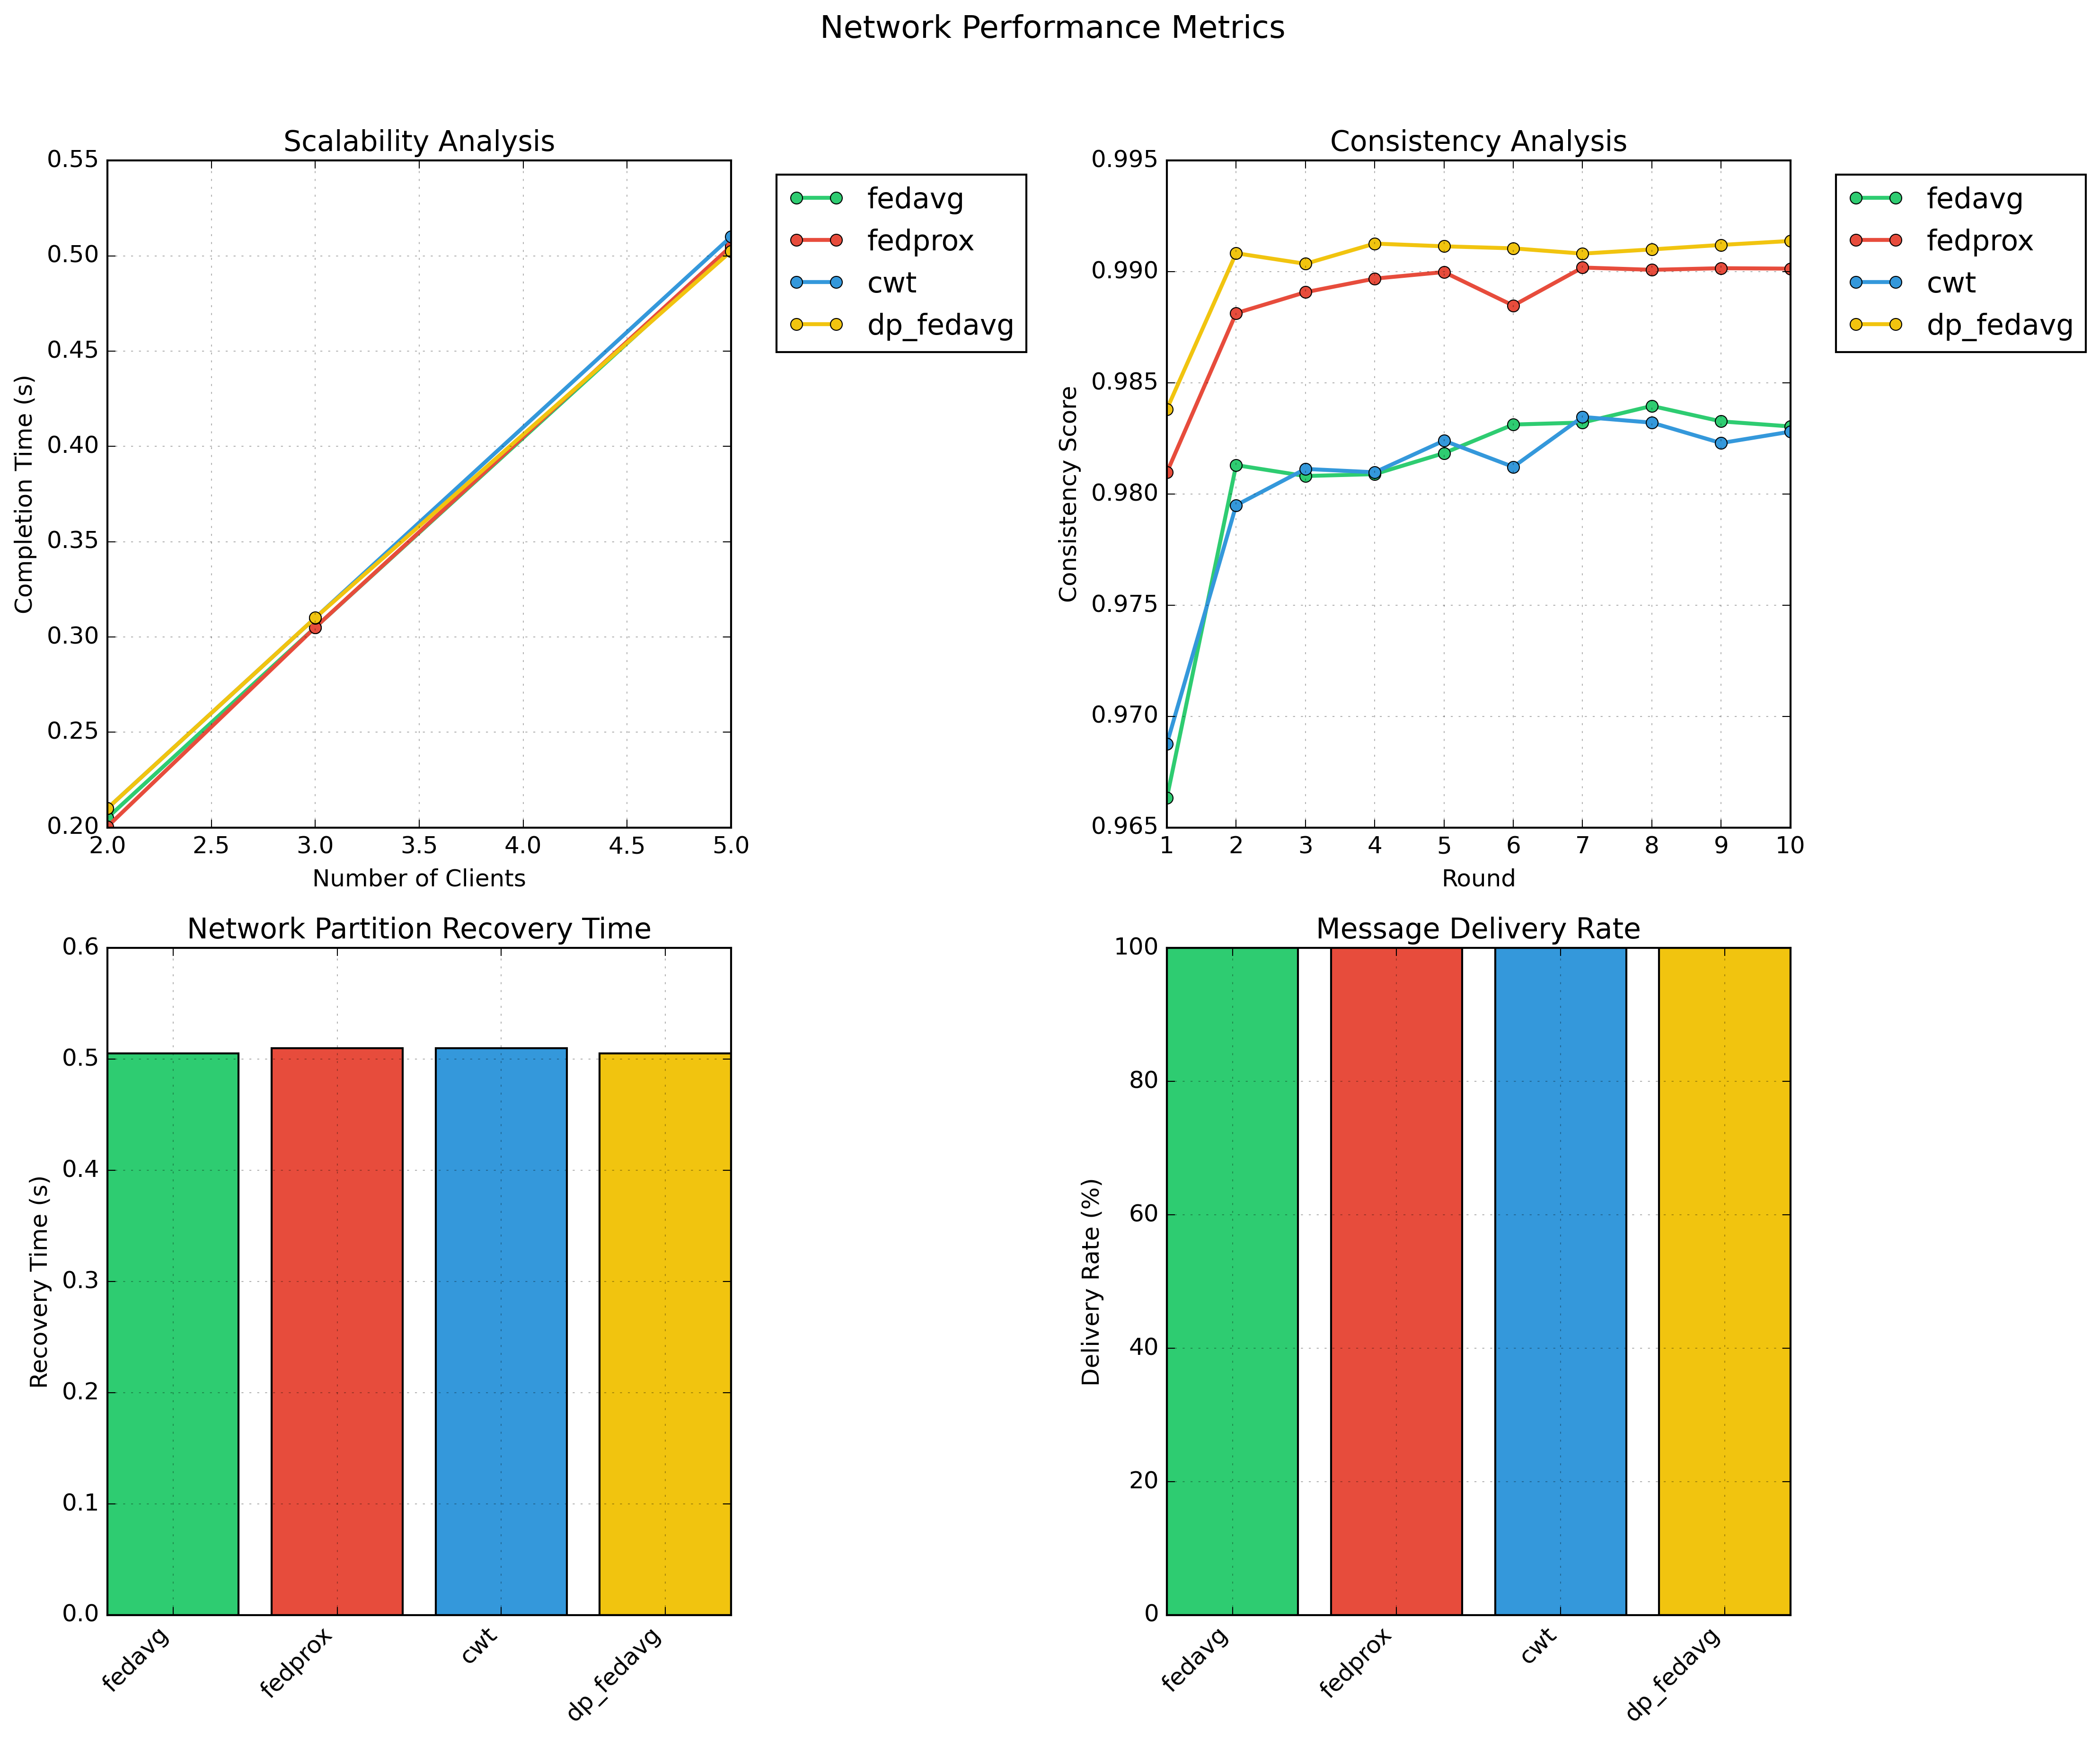 Network Performance Metrics
Scalability Analysis
0.55
0.50
0.45
0.40
0.35
0.30
0.25
0.20
Completion Time (s)
2.0 2.5 3.0 3.5 4.0 4.5 5.0
Number of Clients
fedavg
fedprox
cwt
dp_fedavg
Consistency Analysis
0.995
0.990
0.985
0.980
0.975
0.970
0.965
Consistency Score
1 2 3 4 5 6 7 8 9 10
Round
fedavg
fedprox
cwt
dp_fedavg
Network Partition Recovery Time
0.6
0.5
0.4
0.3
0.2
0.1
0.0
Recovery Time (s)
fedavg fedprox cwt dp_fedavg
Message Delivery Rate
100
80
60
40
20
0
Delivery Rate (%)
fedavg fedprox cwt dp_fedavg